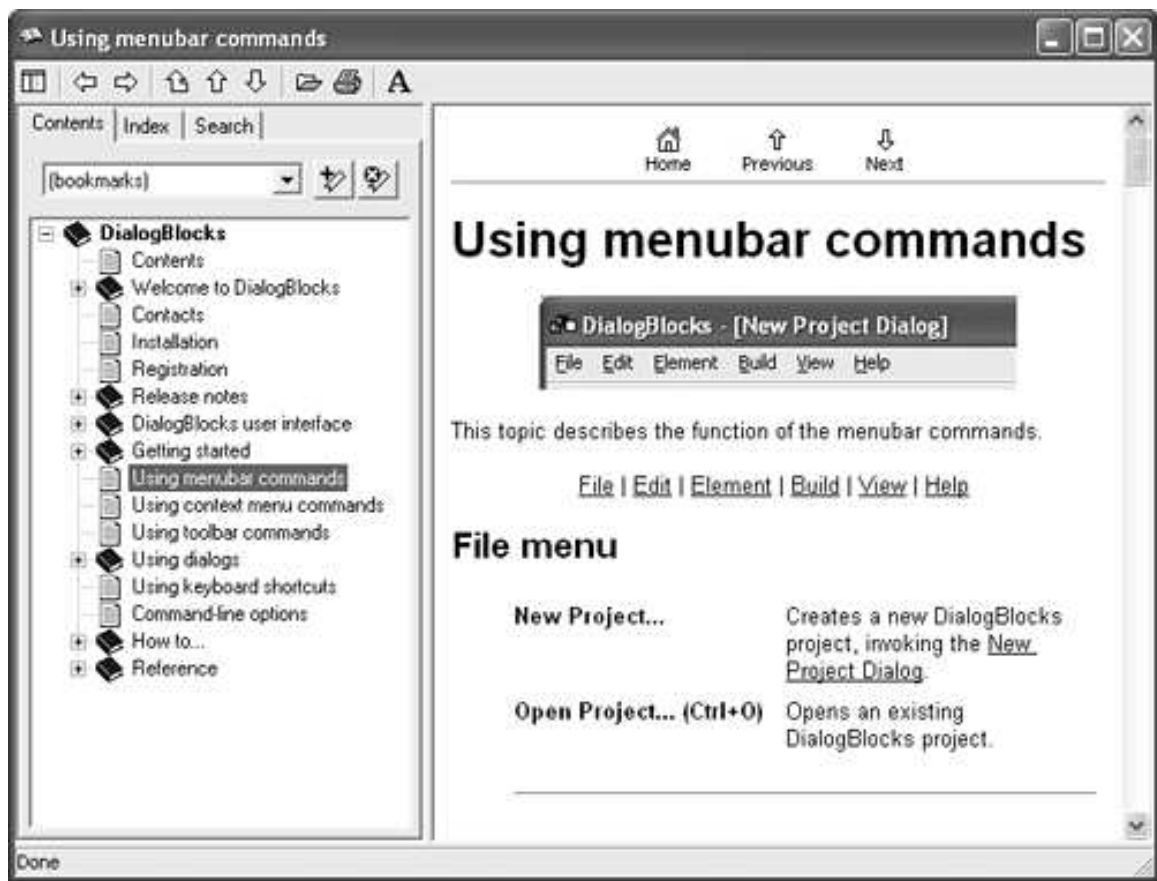 Using menubar commands
A
Contents Index Search
(bookmarks)
DialogBlocks
Contents
Welcome to DialogBlocks
Contacts
Installation
Registration
Release notes
DialogBlocks user interface
Getting started
Using menubar commands
Using context menu commands
Using toolbar commands
Using dialogs
Using keyboard shortcuts
Command-line options
How to...
Reference
Home Previous Next
Using menubar commands
DialogBlocks - [New Project Dialog]
File Edit Element Build View Help
This topic describes the function of the menubar commands.
File | Edit | Element | Build | View | Help
File menu
New Project... Creates a new DialogBlocks
project, invoking the New
Project Dialog.
Open Project... (Ctrl+O) Opens an existing
DialogBlocks project.
Done